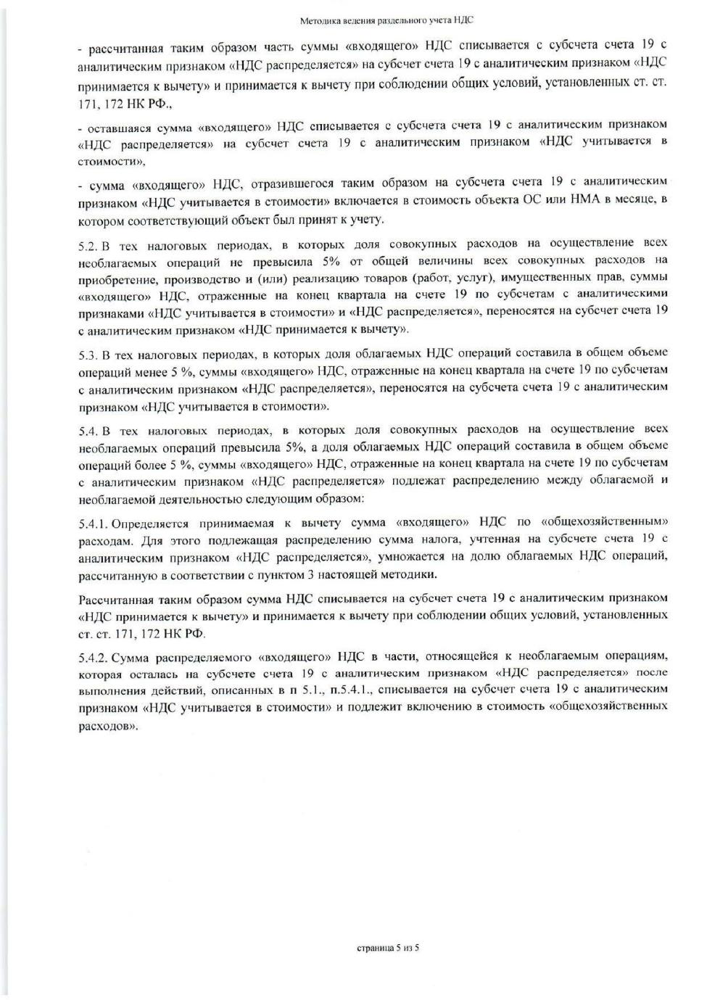 Методика ведения раздельного учета НДС
- рассчитанная таким образом часть суммы «входящего» НДС списывается с субсчета счета 19 с
аналитическим признаком «НДС распределяется» на субсчет счета 19 с аналитическим признаком «НДС
принимается к вычету» и принимается к вычету при соблюдении общих условий, установленных ст. ст.
171, 172 НК РФ.,
- оставшаяся сумма «входящего» НДС списывается с субсчета счета 19 с аналитическим признаком
«НДС распределяется» на субсчет счета 19 с аналитическим признаком «НДС учитывается в
стоимости»,
- сумма «входящего» НДС, отразившегося таким образом на субсчета счета 19 с аналитическим
признаком «НДС учитывается в стоимости» включается в стоимость объекта ОС или НМА в месяце, в
котором соответствующий объект был принят к учету.
5.2. В тех налоговых периодах, в которых доля совокупных расходов на осуществление всех
необлагаемых операций не превысила 5% от общей величины всех совокупных расходов на
приобретение, производство и (или) реализацию товаров (работ, услуг), имущественных прав, суммы
«входящего» НДС, отраженные на конец квартала на счете 19 по субсчетам с аналитическими
признаками «НДС учитывается в стоимости» и «НДС распределяется», переносятся на субсчет счета 19
с аналитическим признаком «НДС принимается к вычету».
5.3. В тех налоговых периодах, в которых доля облагаемых НДС операций составила в общем объеме
операций менее 5 %, суммы «входящего» НДС, отраженные на конец квартала на счете 19 по субсчетам
с аналитическим признаком «НДС распределяется», переносятся на субсчета счета 19 с аналитическим
признаком «НДС учитывается в стоимости».
5.4. В тех налоговых периодах, в которых доля совокупных расходов на осуществление всех
необлагаемых операций превысила 5%, а доля облагаемых НДС операций составила в общем объеме
операций более 5 %, суммы «входящего» НДС, отраженные на конец квартала на счете 19 по субсчетам
с аналитическим признаком «НДС распределяется» подлежат распределению между облагаемой и
необлагаемой деятельностью следующим образом:
5.4.1. Определяется принимаемая к вычету сумма «входящего» НДС по «общехозяйственным»
расходам. Для этого подлежащая распределению сумма налога, учтенная на субсчете счета 19 с
аналитическим признаком «НДС распределяется», умножается на долю облагаемых НДС операций,
рассчитанную в соответствии с пунктом 3 настоящей методики.
Рассчитанная таким образом сумма НДС списывается на субсчет счета 19 с аналитическим признаком
«НДС принимается к вычету» и принимается к вычету при соблюдении общих условий, установленных
ст. ст. 171, 172 НК РФ.
5.4.2. Сумма распределяемого «входящего» НДС в части, относящейся к необлагаемым операциям,
которая осталась на субсчете счета 19 с аналитическим признаком «НДС распределяется» после
выполнения действий, описанных в п 5.1., п.5.4.1., списывается на субсчет счета 19 с аналитическим
признаком «НДС учитывается в стоимости» и подлежит включению в стоимость «общехозяйственных
расходов».
страница 5 из 5